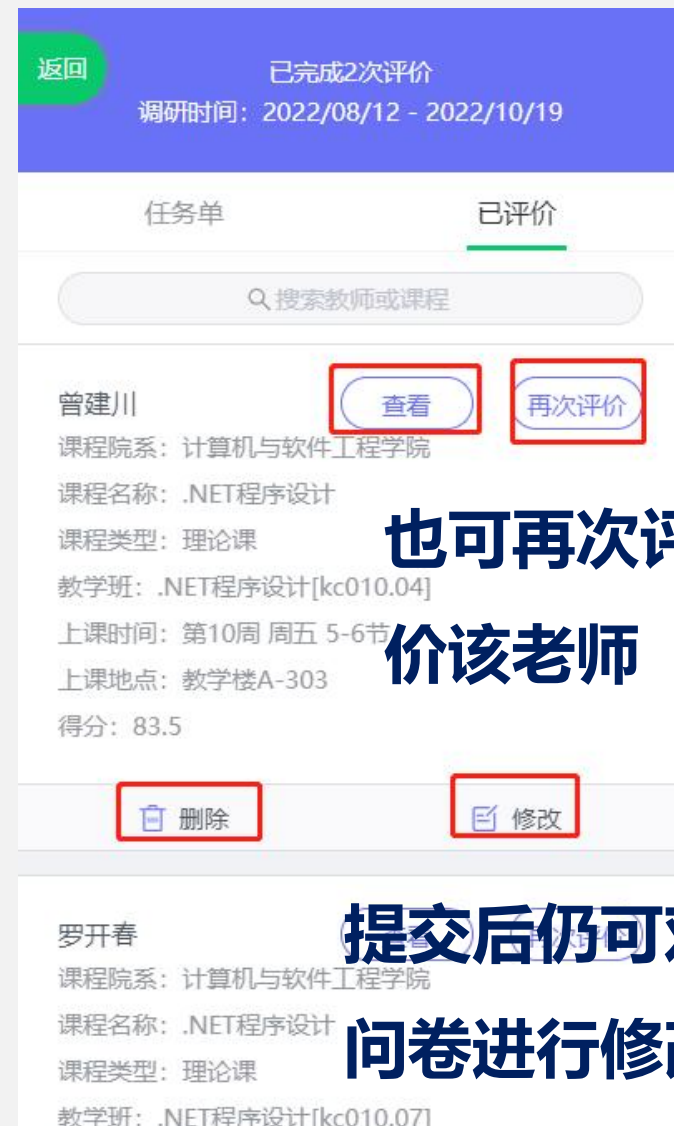 返回
已完成2次评价
调研时间：2022/08/12 - 2022/10/19
任务单
已评价
搜索教师或课程
曾建川
查看
再次评价
课程院系：计算机与软件工程学院
课程名称：.NET程序设计
课程类型：理论课
也可再次评
教学班：.NET程序设计[kc010.04]
上课时间：第10周 周五 5-6节
价该老师
上课地点：教学楼A-303
得分：83.5
删除
修改
罗开春
提交后仍可
课程院系：计算机与软件工程学院
课程名称：.NET程序设计
问卷进行修
课程类型：理论课
教学班：.NET程序设计[kc010.07]